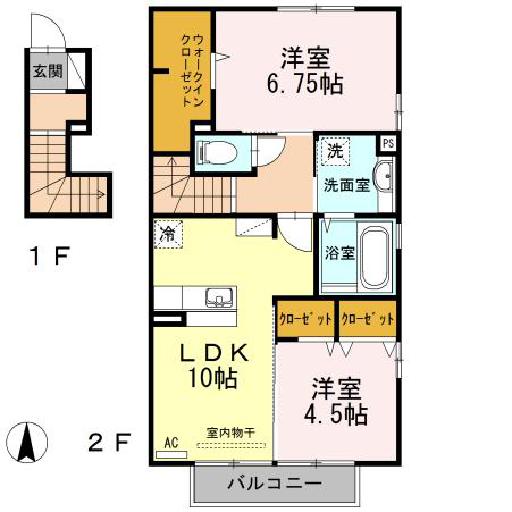 玄関
1F
ウォークイン
クローゼット
洋室
6.75帖
PS
洗
洗面室
冷
浴室
クローゼット
クローゼット
LDK
10帖
洋室
4.5帖
室内物干
AC
2F
バルコニー